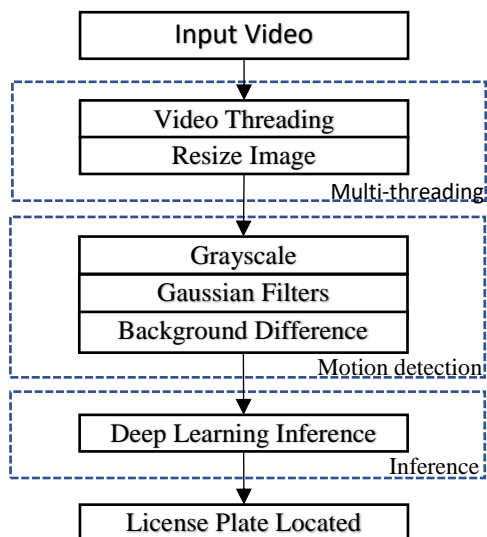 Input Video
Video Threading
Resize Image
Multi-threading
Grayscale
Gaussian Filters
Background Difference
Motion detection
Deep Learning Inference
Inference
License Plate Located